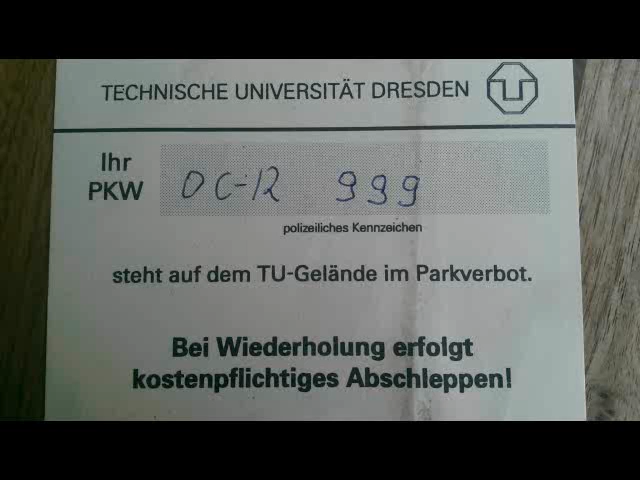 TECHNISCHE UNIVERSITÄT DRESDEN TU
Ihr
PKW OC-R 999
polizeiliches Kennzeichen
steht auf dem TU-Gelände im Parkverbot.
Bei Wiederholung erfolgt
kostenpflichtiges Abschleppen!